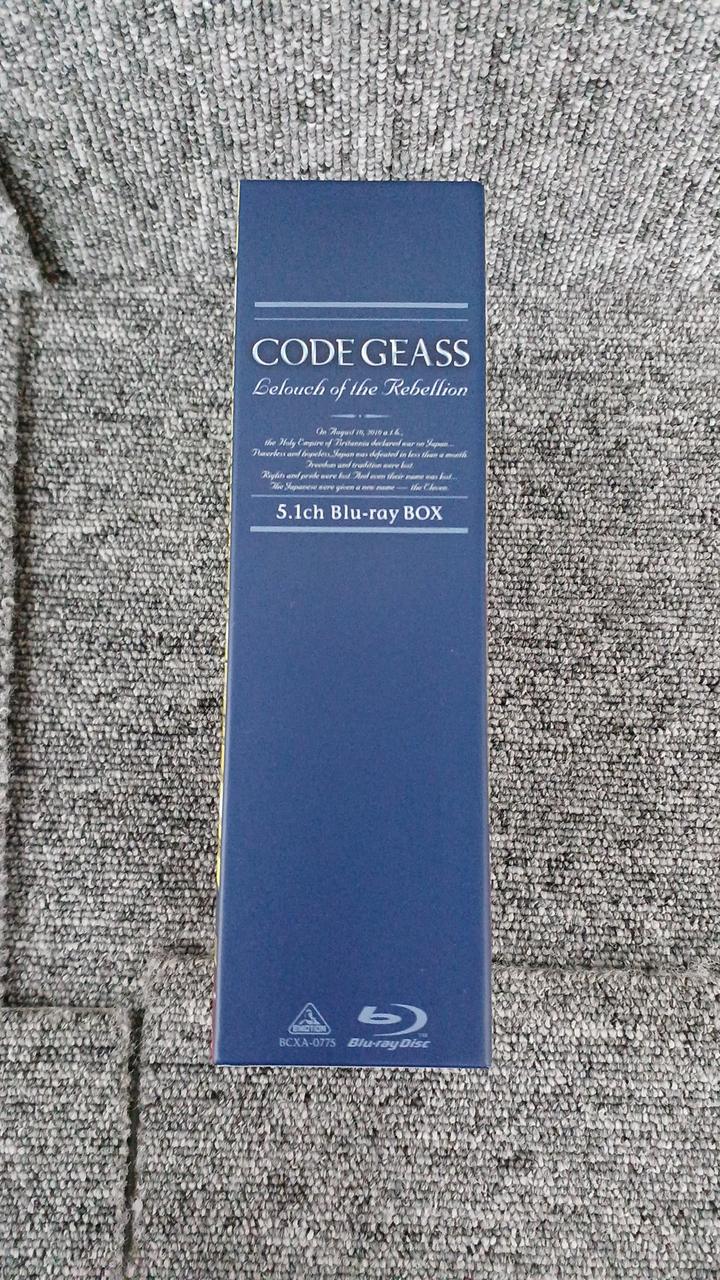 CODE GEASS
Lelouch of the Rebellion
On August 10, 2010 a.t.b.,
the Holy Empire of Britannia declared war on Japan...
Powerless and hopeless, Japan was defeated in less than a month
Freedom and tradition were lost
Rights and pride were lost And even their name was lost...
The Japanese were given a new name — the Eleven.
5.1ch Blu-ray BOX
EMOTION
BCXA-0775
Blu-ray Disc
TM